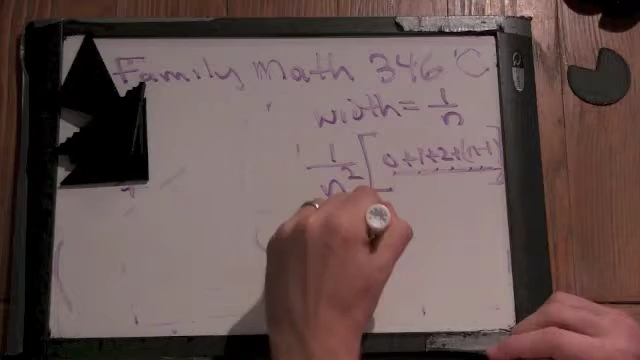 Family Math 346 C
width = 1/n
1/n² [0+1+2+(n-1)]